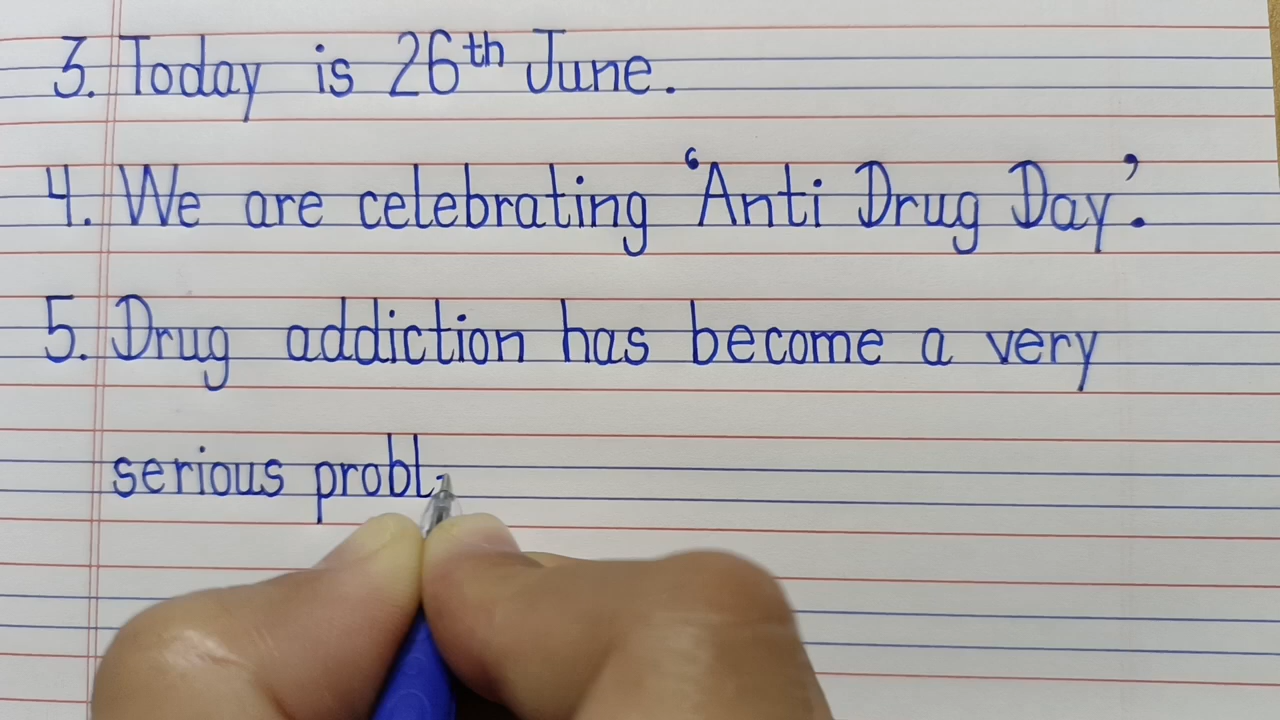 3. Today is 26th June.
4. We are celebrating ‘Anti Drug Day’.
5. Drug addiction has become a very
serious probl